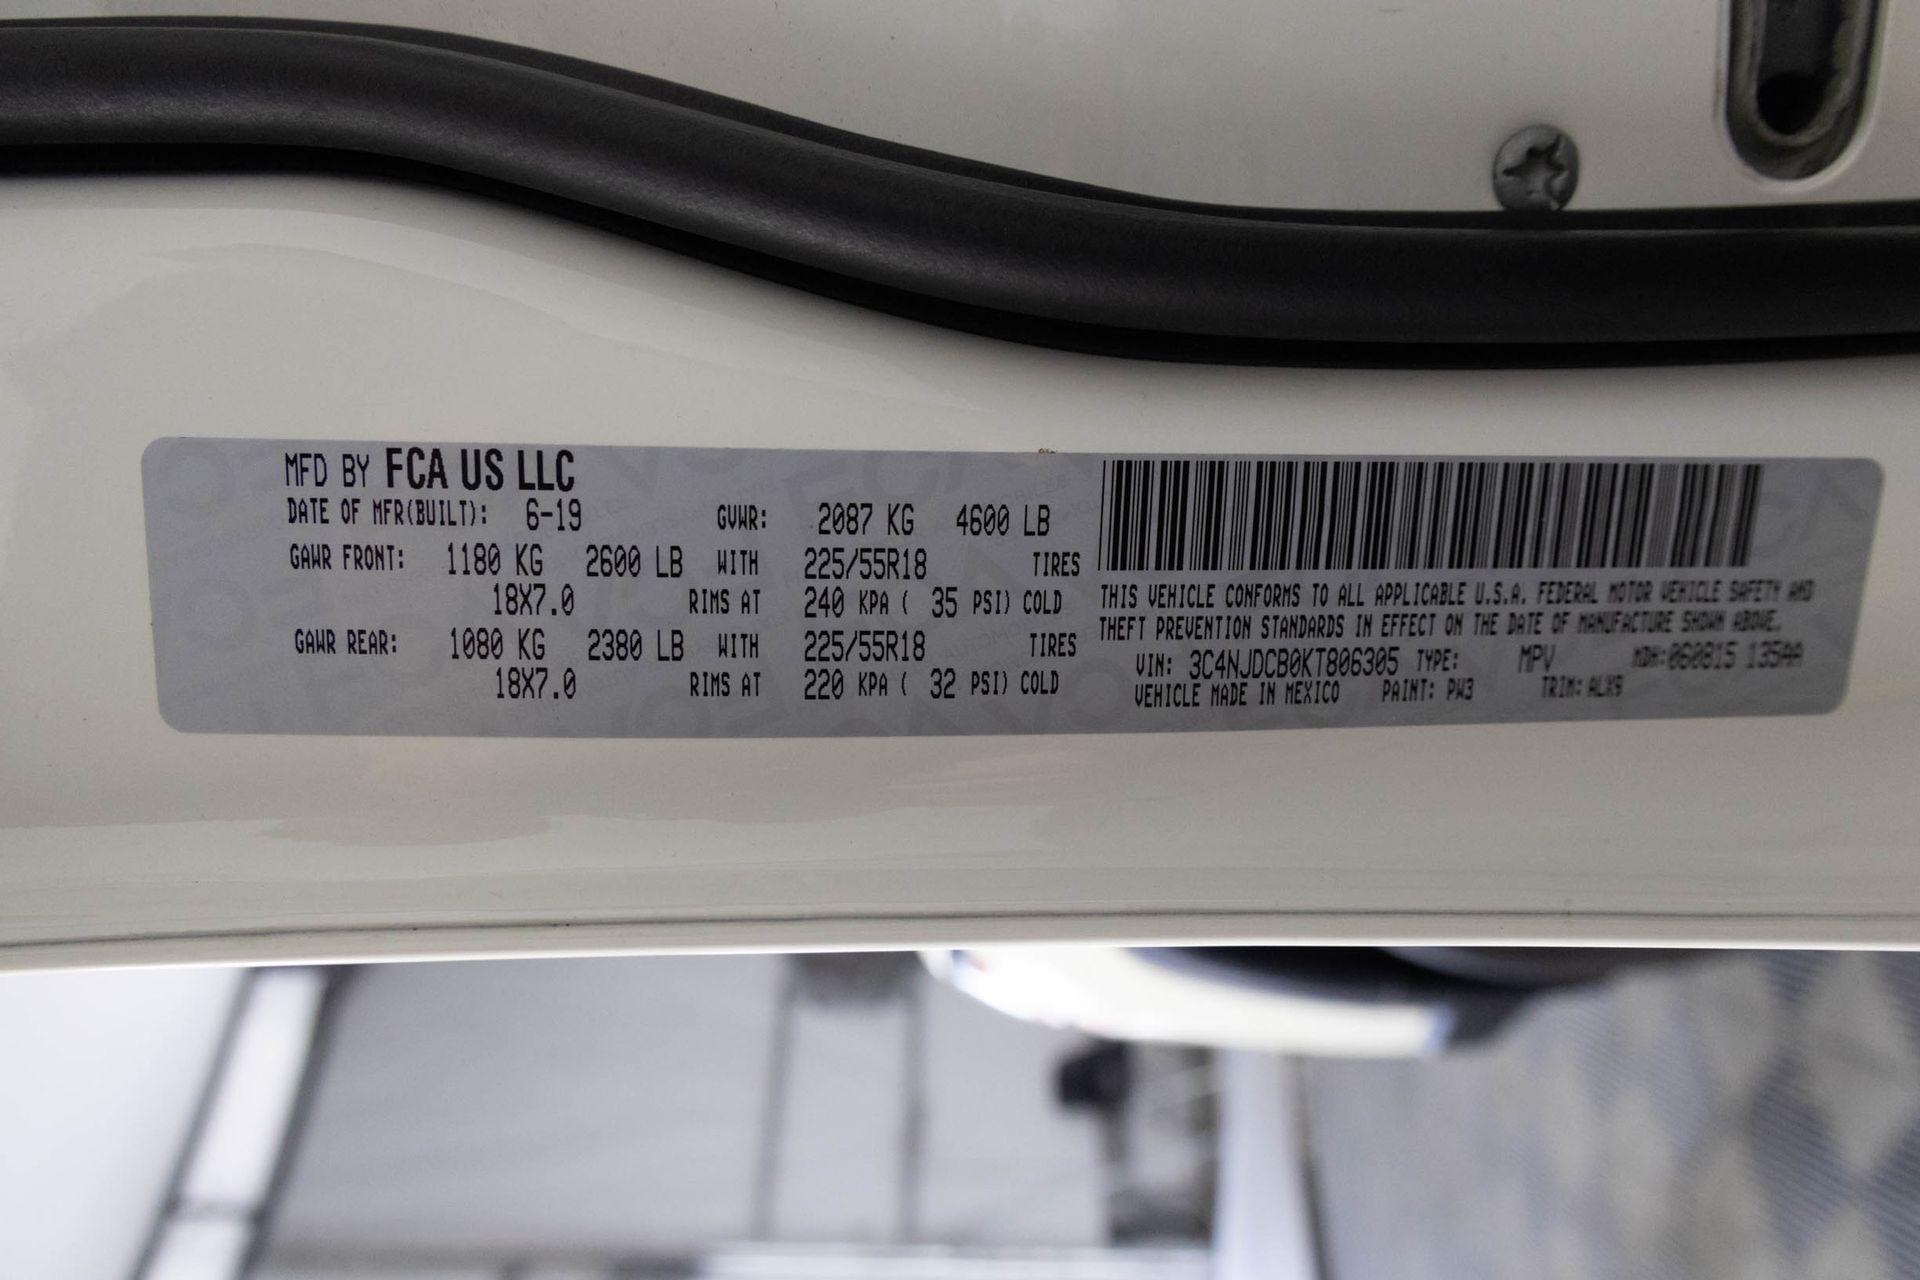 MFD BY FCA US LLC
DATE OF MFR(BUILT): 6-19 GVWR: 2087 KG 4600 LB
GAWR FRONT: 1180 KG 2600 LB WITH 225/55R18 TIRES
18X7.0 RIMS AT 240 KPA ( 35 PSI) COLD
GAWR REAR: 1080 KG 2380 LB WITH 225/55R18 TIRES
18X7.0 RIMS AT 220 KPA ( 32 PSI) COLD
THIS VEHICLE CONFORMS TO ALL APPLICABLE U.S.A. FEDERAL MOTOR VEHICLE SAFETY AND
THEFT PREVENTION STANDARDS IN EFFECT ON THE DATE OF MANUFACTURE SHOWN ABOVE.
VIN: 3C4NJDCB0KT806305 TYPE: MPV MDH:060815 135AA
VEHICLE MADE IN MEXICO PAINT: PW3 TRIM: ALX9